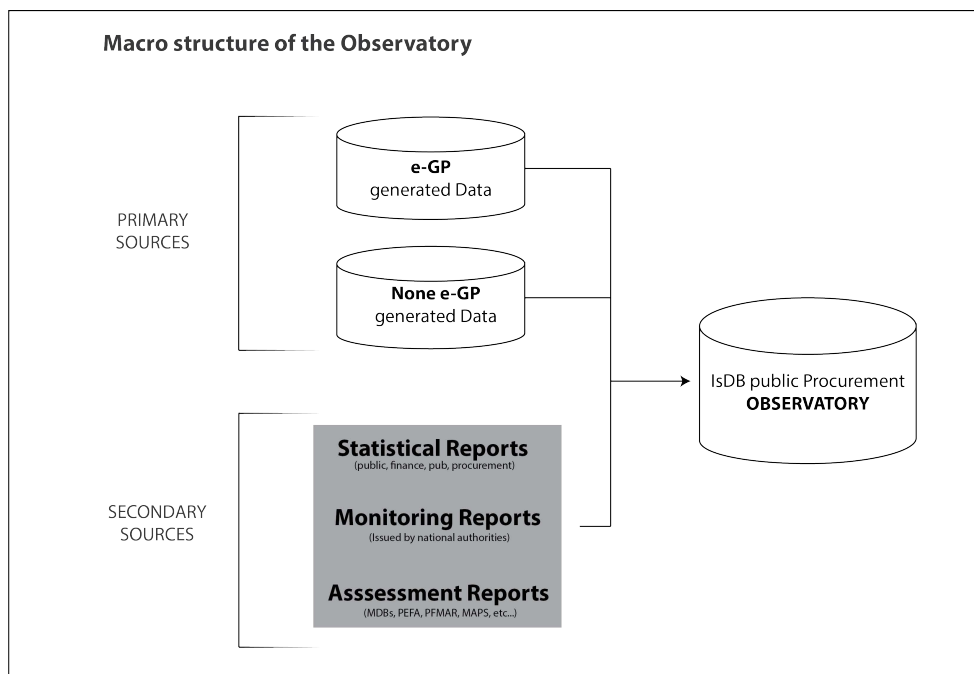 Macro structure of the Observatory
PRIMARY
SOURCES
e-GP
generated Data
None e-GP
generated Data
IsDB public Procurement
OBSERVATORY
SECONDARY
SOURCES
Statistical Reports
(public, finance, pub, procurement)
Monitoring Reports
(Issued by national authorities)
Asssessment Reports
(MDBs, PEFA, PFMAR, MAPS, etc...)